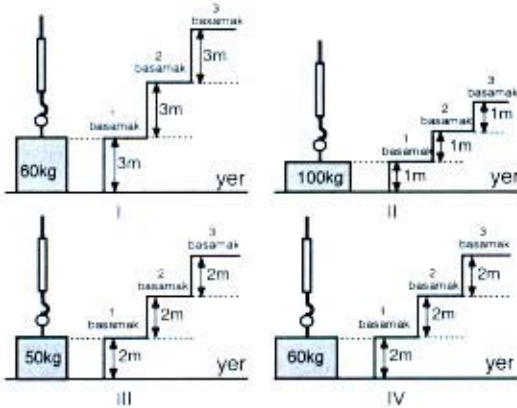 3
basamak
3m
2
basamak
3m
1
basamak
3m
60kg
yer
I
3
basamak
1m
2
basamak
1m
1
basamak
1m
100kg
yer
II
3
basamak
2m
2
basamak
2m
1
basamak
2m
50kg
yer
III
3
basamak
2m
2
basamak
2m
1
basamak
2m
60kg
yer
IV